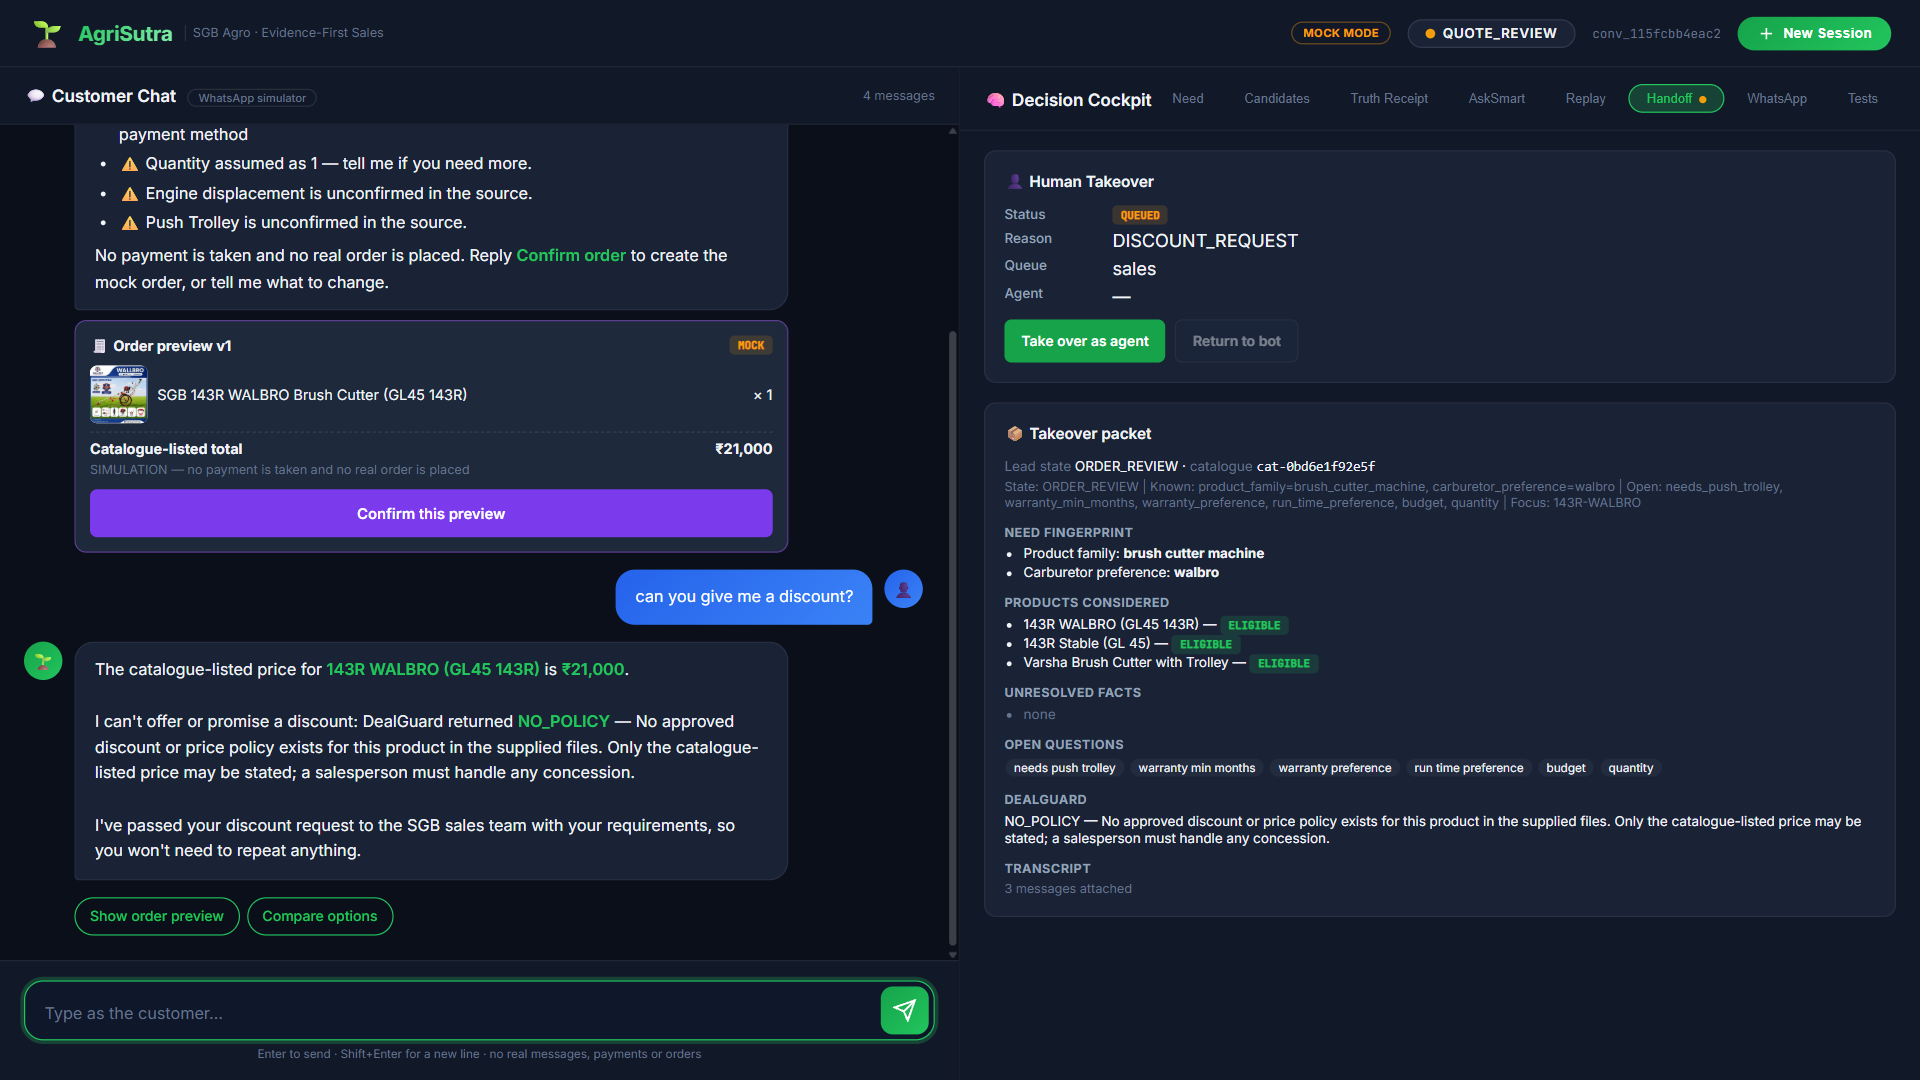 AgriSutra
SGB Agro · Evidence-First Sales
MOCK MODE
QUOTE_REVIEW
conv_115fcbb4eac2
+ New Session
Customer Chat
WhatsApp simulator
4 messages
payment method
• ⚠ Quantity assumed as 1 — tell me if you need more.
• ⚠ Engine displacement is unconfirmed in the source.
• ⚠ Push Trolley is unconfirmed in the source.
No payment is taken and no real order is placed. Reply Confirm order to create the
mock order, or tell me what to change.
Order preview v1
MOCK
WALLBRO
SGB 143R WALBRO Brush Cutter (GL45 143R)
× 1
Catalogue-listed total
₹21,000
SIMULATION — no payment is taken and no real order is placed
Confirm this preview
can you give me a discount?
The catalogue-listed price for 143R WALBRO (GL45 143R) is ₹21,000.
I can't offer or promise a discount: DealGuard returned NO_POLICY — No approved
discount or price policy exists for this product in the supplied files. Only the catalogue-
listed price may be stated; a salesperson must handle any concession.
I've passed your discount request to the SGB sales team with your requirements, so
you won't need to repeat anything.
Show order preview
Compare options
Type as the customer...
Enter to send · Shift+Enter for a new line · no real messages, payments or orders
Decision Cockpit
Need
Candidates
Truth Receipt
AskSmart
Replay
Handoff
WhatsApp
Tests
Human Takeover
Status
QUEUED
Reason
DISCOUNT_REQUEST
Queue
sales
Agent
—
Take over as agent
Return to bot
Takeover packet
Lead state ORDER_REVIEW · catalogue cat-0bd6e1f92e5f
State: ORDER_REVIEW | Known: product_family=brush_cutter_machine, carburetor_preference=walbro | Open: needs_push_trolley,
warranty_min_months, warranty_preference, run_time_preference, budget, quantity | Focus: 143R-WALBRO
NEED FINGERPRINT
• Product family: brush cutter machine
• Carburetor preference: walbro
PRODUCTS CONSIDERED
• 143R WALBRO (GL45 143R) — ELIGIBLE
• 143R Stable (GL 45) — ELIGIBLE
• Varsha Brush Cutter with Trolley — ELIGIBLE
UNRESOLVED FACTS
• none
OPEN QUESTIONS
needs push trolley
warranty min months
warranty preference
run time preference
budget
quantity
DEALGUARD
NO_POLICY — No approved discount or price policy exists for this product in the supplied files. Only the catalogue-listed price may be
stated; a salesperson must handle any concession.
TRANSCRIPT
3 messages attached